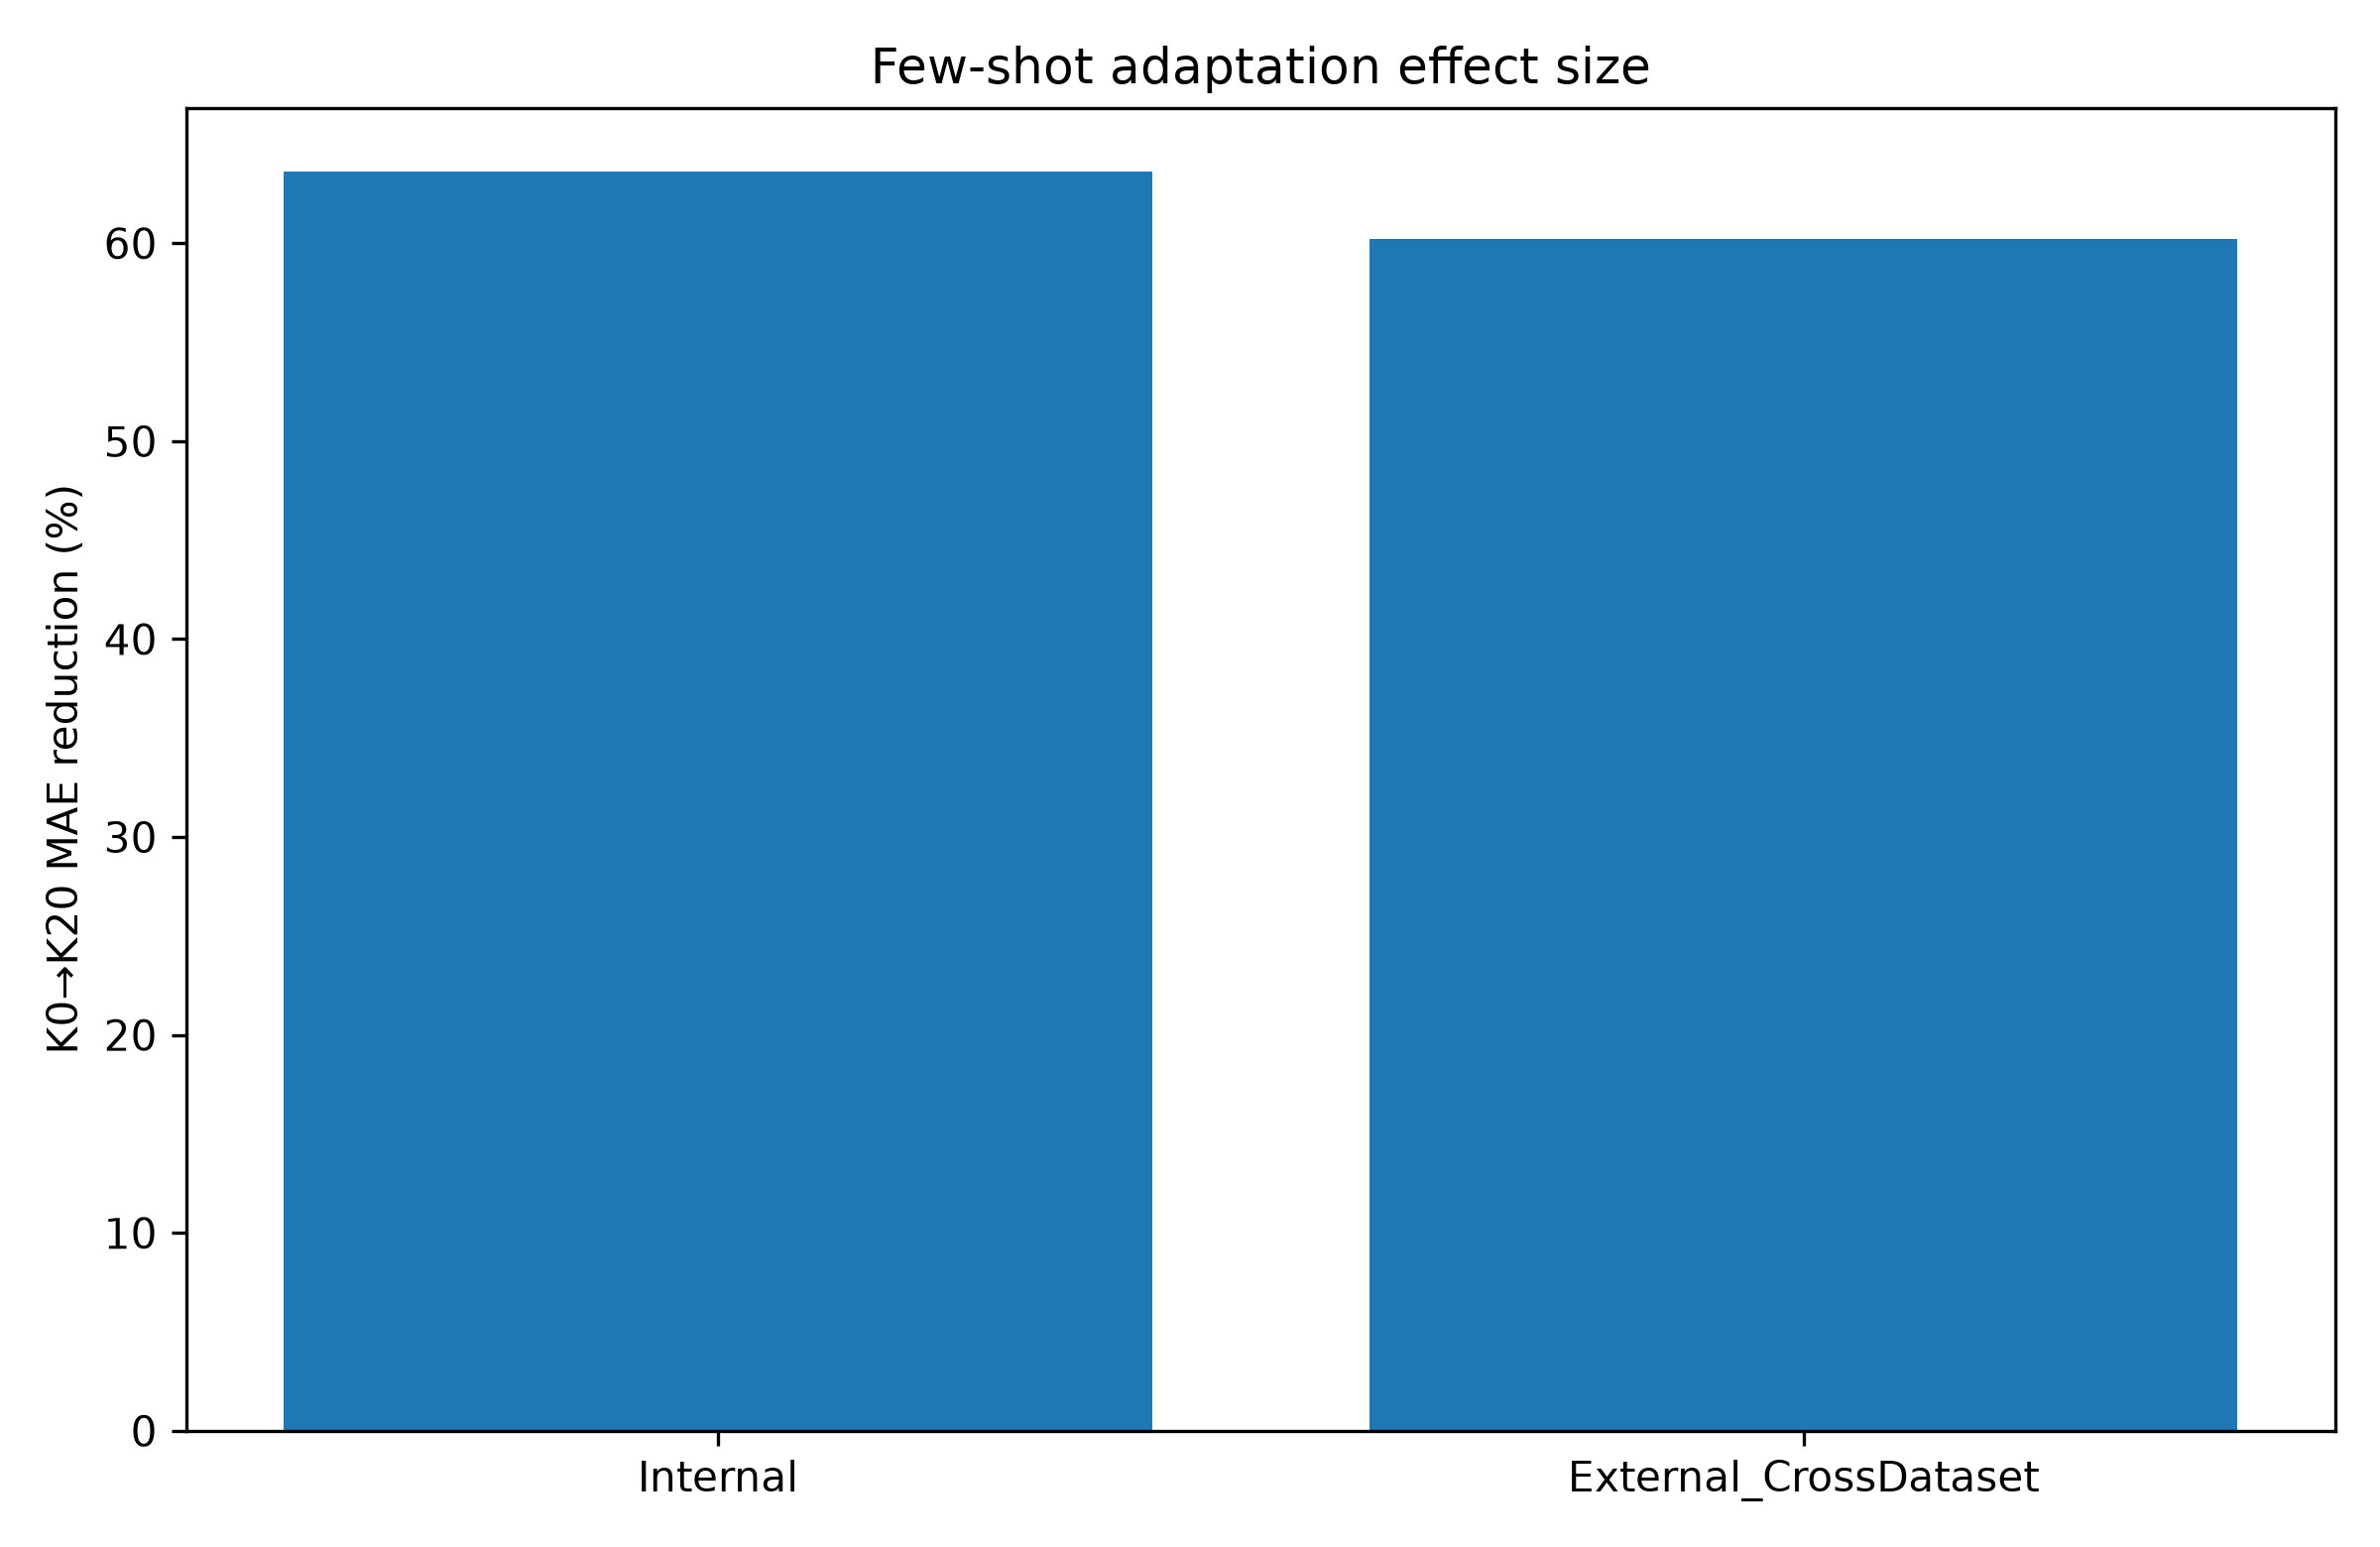 Few-shot adaptation effect size
K0→K20 MAE reduction (%)
60
50
40
30
20
10
0
Internal
External_CrossDataset